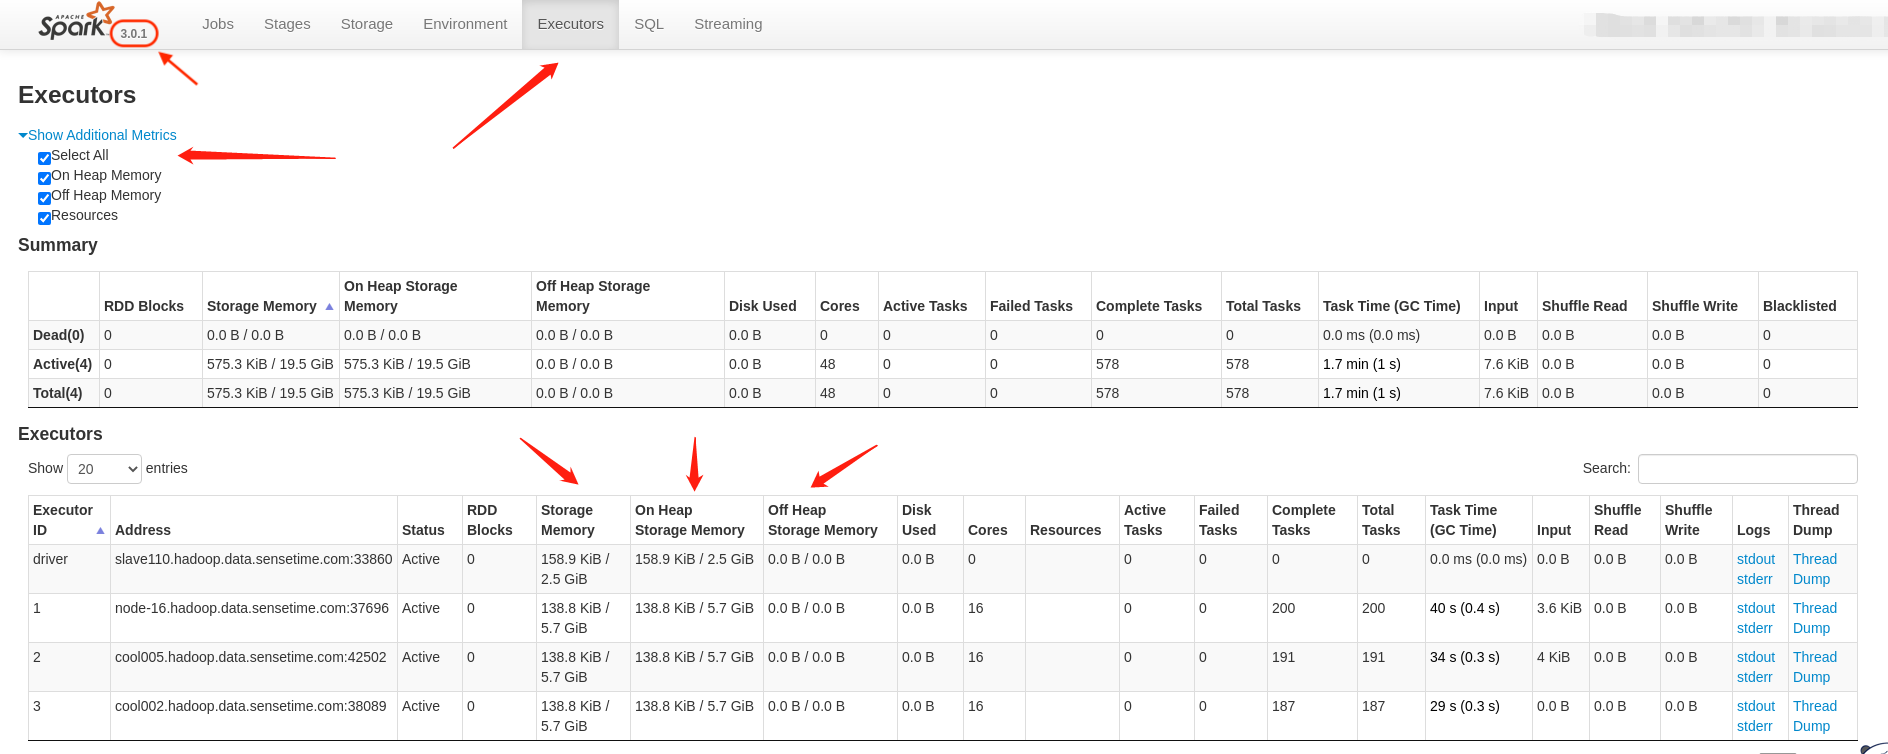 APACHE Spark 3.0.1 Jobs Stages Storage Environment Executors SQL Streaming
Executors
Show Additional Metrics
Select All
On Heap Memory
Off Heap Memory
Resources
Summary
RDD Blocks Storage Memory On Heap Storage Memory Off Heap Storage Memory Disk Used Cores Active Tasks Failed Tasks Complete Tasks Total Tasks Task Time (GC Time) Input Shuffle Read Shuffle Write Blacklisted
Dead(0) 0 0.0 B / 0.0 B 0.0 B / 0.0 B 0.0 B / 0.0 B 0.0 B 0 0 0 0 0 0.0 ms (0.0 ms) 0.0 B 0.0 B 0.0 B 0
Active(4) 0 575.3 KiB / 19.5 GiB 575.3 KiB / 19.5 GiB 0.0 B / 0.0 B 0.0 B 48 0 0 578 578 1.7 min (1 s) 7.6 KiB 0.0 B 0.0 B 0
Total(4) 0 575.3 KiB / 19.5 GiB 575.3 KiB / 19.5 GiB 0.0 B / 0.0 B 0.0 B 48 0 0 578 578 1.7 min (1 s) 7.6 KiB 0.0 B 0.0 B 0
Executors
Show 20 entries Search:
Executor ID Address Status RDD Blocks Storage Memory On Heap Storage Memory Off Heap Storage Memory Disk Used Cores Resources Active Tasks Failed Tasks Complete Tasks Total Tasks Task Time (GC Time) Input Shuffle Read Shuffle Write Logs Thread Dump
driver slave110.hadoop.data.sensetime.com:33860 Active 0 158.9 KiB / 2.5 GiB 158.9 KiB / 2.5 GiB 0.0 B / 0.0 B 0.0 B 0 0 0 0 0 0.0 ms (0.0 ms) 0.0 B 0.0 B 0.0 B stdout stderr Thread Dump
1 node-16.hadoop.data.sensetime.com:37696 Active 0 138.8 KiB / 5.7 GiB 138.8 KiB / 5.7 GiB 0.0 B / 0.0 B 0.0 B 16 0 0 200 200 40 s (0.4 s) 3.6 KiB 0.0 B 0.0 B stdout stderr Thread Dump
2 cool005.hadoop.data.sensetime.com:42502 Active 0 138.8 KiB / 5.7 GiB 138.8 KiB / 5.7 GiB 0.0 B / 0.0 B 0.0 B 16 0 0 191 191 34 s (0.3 s) 4 KiB 0.0 B 0.0 B stdout stderr Thread Dump
3 cool002.hadoop.data.sensetime.com:38089 Active 0 138.8 KiB / 5.7 GiB 138.8 KiB / 5.7 GiB 0.0 B / 0.0 B 0.0 B 16 0 0 187 187 29 s (0.3 s) 0.0 B 0.0 B 0.0 B stdout stderr Thread Dump